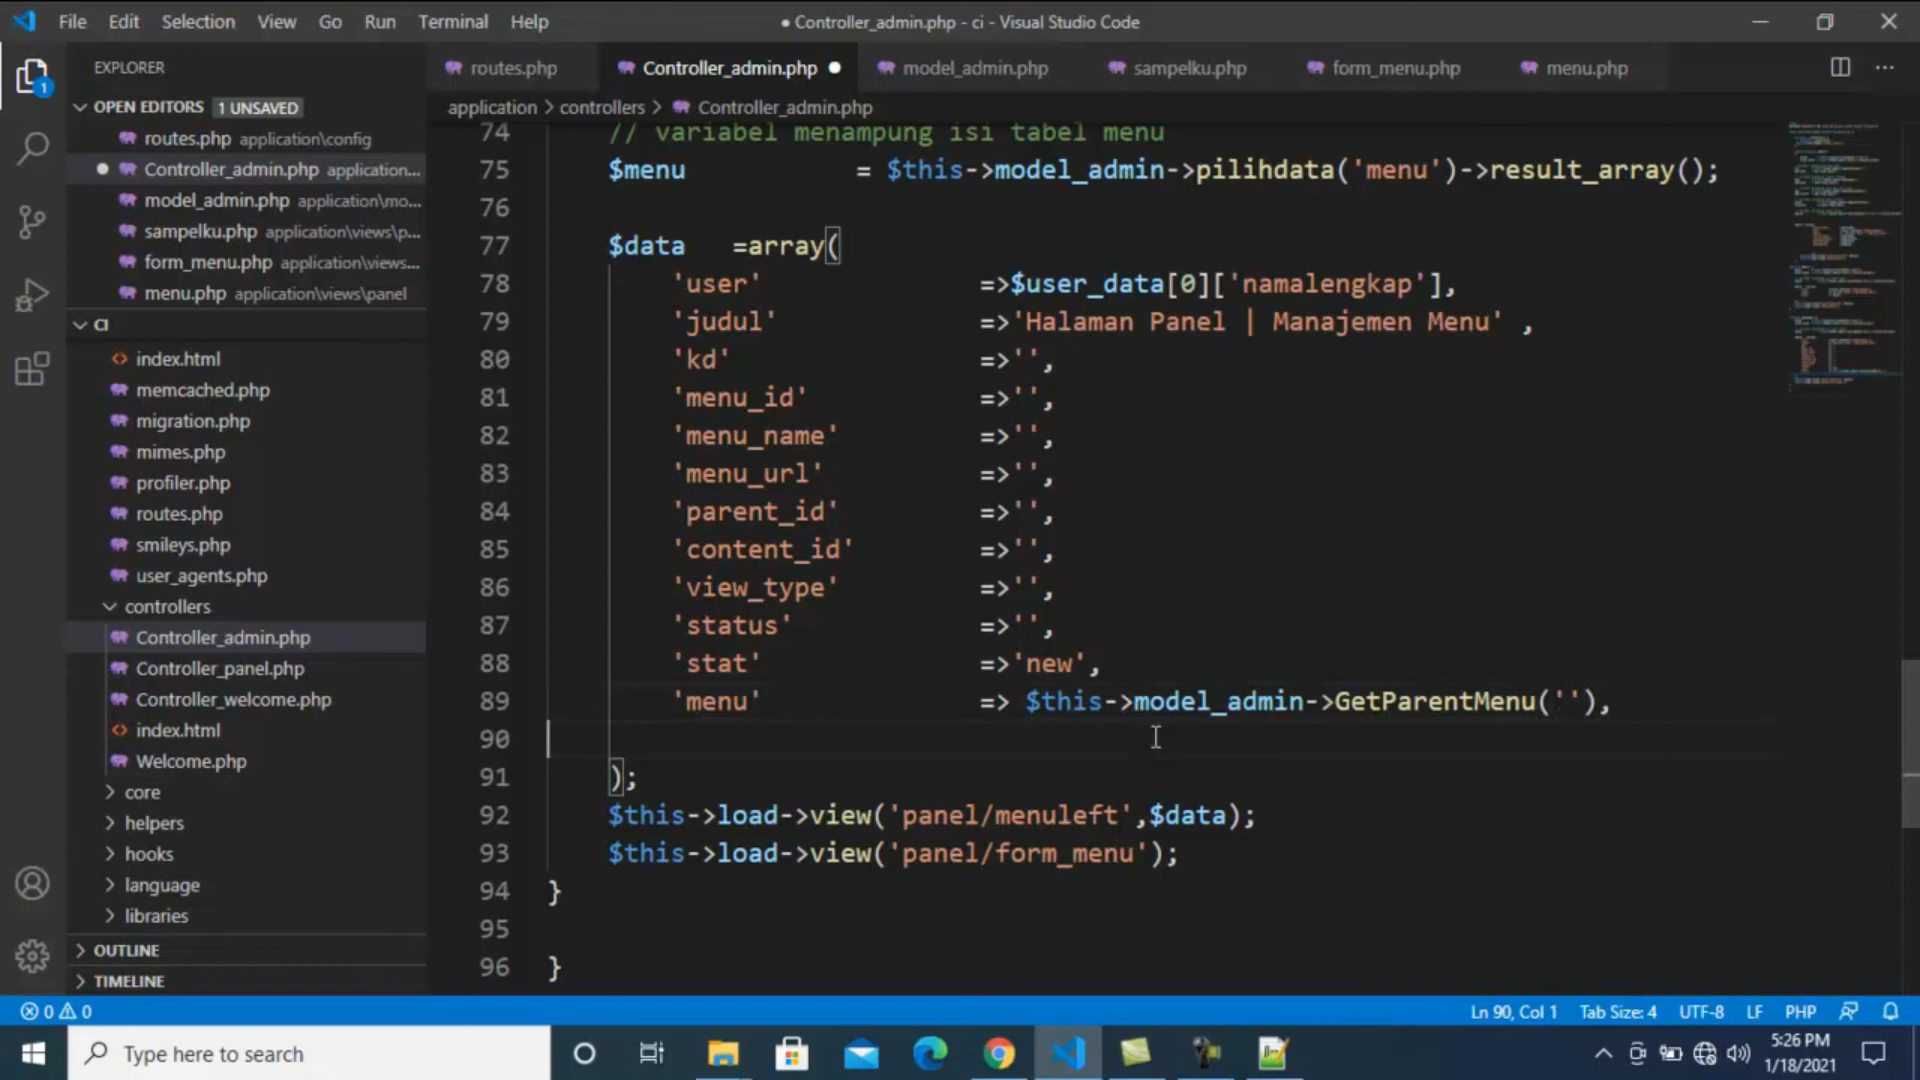 File Edit Selection View Go Run Terminal Help
● Controller_admin.php - ci - Visual Studio Code
EXPLORER
OPEN EDITORS 1 UNSAVED
routes.php application\config
Controller_admin.php application...
model_admin.php application\mo...
sampelku.php application\views\p...
form_menu.php application\views...
menu.php application\views\panel
CI
index.html
memcached.php
migration.php
mimes.php
profiler.php
routes.php
smileys.php
user_agents.php
controllers
Controller_admin.php
Controller_panel.php
Controller_welcome.php
index.html
Welcome.php
core
helpers
hooks
language
libraries
OUTLINE
TIMELINE
1
routes.php Controller_admin.php model_admin.php sampelku.php form_menu.php menu.php
application > controllers > Controller_admin.php
74 // variabel menampung isi tabel menu
75 $menu = $this->model_admin->pilihdata('menu')->result_array();
76
77 $data =array(
78 'user' =>$user_data[0]['namalengkap'],
79 'judul' =>'Halaman Panel | Manajemen Menu' ,
80 'kd' =>'',
81 'menu_id' =>'',
82 'menu_name' =>'',
83 'menu_url' =>'',
84 'parent_id' =>'',
85 'content_id' =>'',
86 'view_type' =>'',
87 'status' =>'',
88 'stat' =>'new',
89 'menu' => $this->model_admin->GetParentMenu(''),
90
91 );
92 $this->load->view('panel/menuleft',$data);
93 $this->load->view('panel/form_menu');
94 }
95
96 }
0 0 Ln 90, Col 1 Tab Size: 4 UTF-8 LF PHP
Type here to search
5:26 PM
1/18/2021